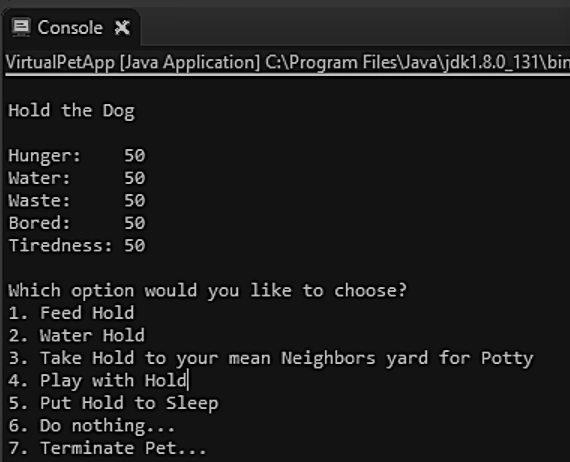 Console
VirtualPetApp [Java Application] C:\Program Files\Java\jdk1.8.0_131\bin
Hold the Dog
Hunger: 50
Water: 50
Waste: 50
Bored: 50
Tiredness: 50
Which option would you like to choose?
1. Feed Hold
2. Water Hold
3. Take Hold to your mean Neighbors yard for Potty
4. Play with Hold
5. Put Hold to Sleep
6. Do nothing...
7. Terminate Pet...